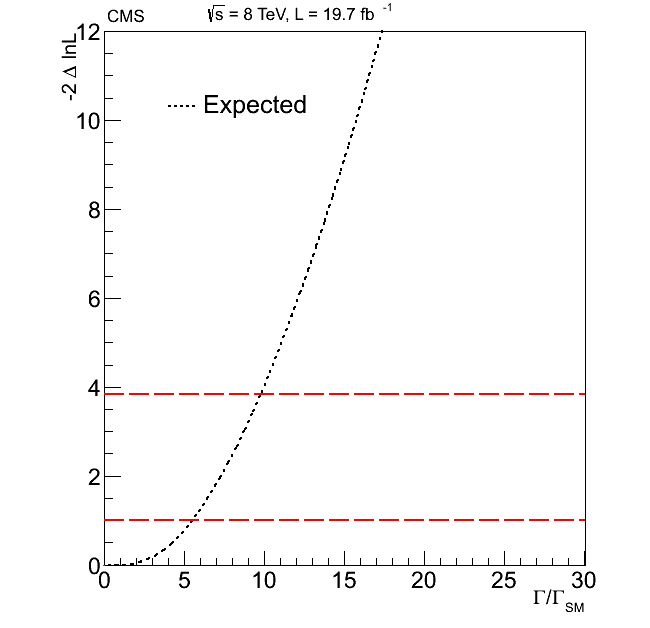 CMS
√s = 8 TeV, L = 19.7 fb⁻¹
-2 Δ lnL
12
10
8
6
4
2
0
Expected
0 5 10 15 20 25 30
Γ/Γ_SM